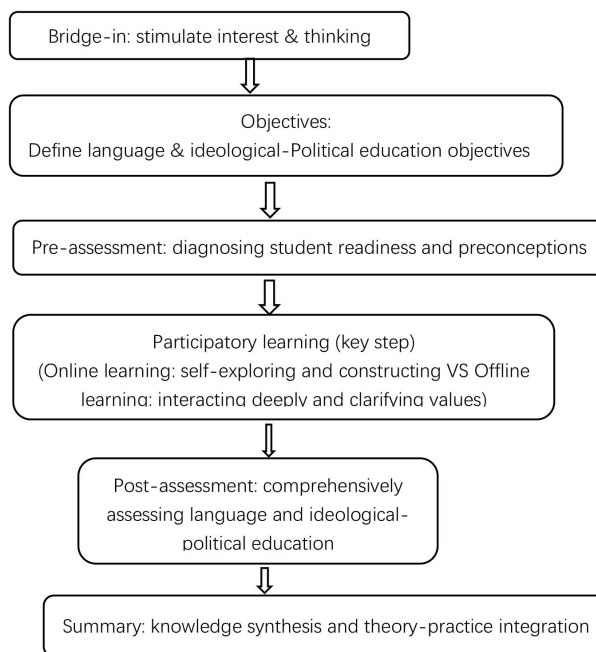 Bridge-in: stimulate interest & thinking
Objectives:
Define language & ideological-Political education objectives
Pre-assessment: diagnosing student readiness and preconceptions
Participatory learning (key step)
(Online learning: self-exploring and constructing VS Offline
learning: interacting deeply and clarifying values)
Post-assessment: comprehensively
assessing language and ideological-
political education
Summary: knowledge synthesis and theory-practice integration